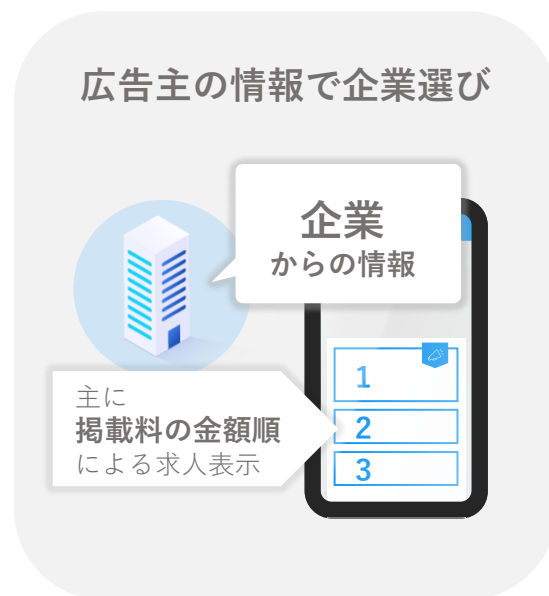 広告主の情報で企業選び
企業
からの情報
主に
掲載料の金額順
による求人表示
1
2
3